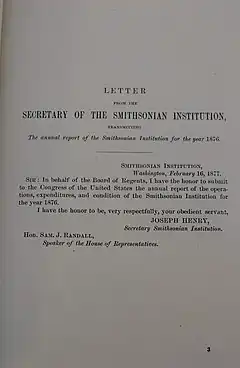 LETTER
FROM THE
SECRETARY OF THE SMITHSONIAN INSTITUTION,
TRANSMITTING
The annual report of the Smithsonian Institution for the year 1876.
SMITHSONIAN INSTITUTION,
Washington, February 16, 1877.
SIR: In behalf of the Board of Regents, I have the honor to submit
to the Congress of the United States the annual report of the opera-
tions, expenditures, and condition of the Smithsonian Institution for
the year 1876.
I have the honor to be, very respectfully, your obedient servant,
JOSEPH HENRY,
Secretary Smithsonian Institution.
Hon. SAM. J. RANDALL,
Speaker of the House of Representatives.
3